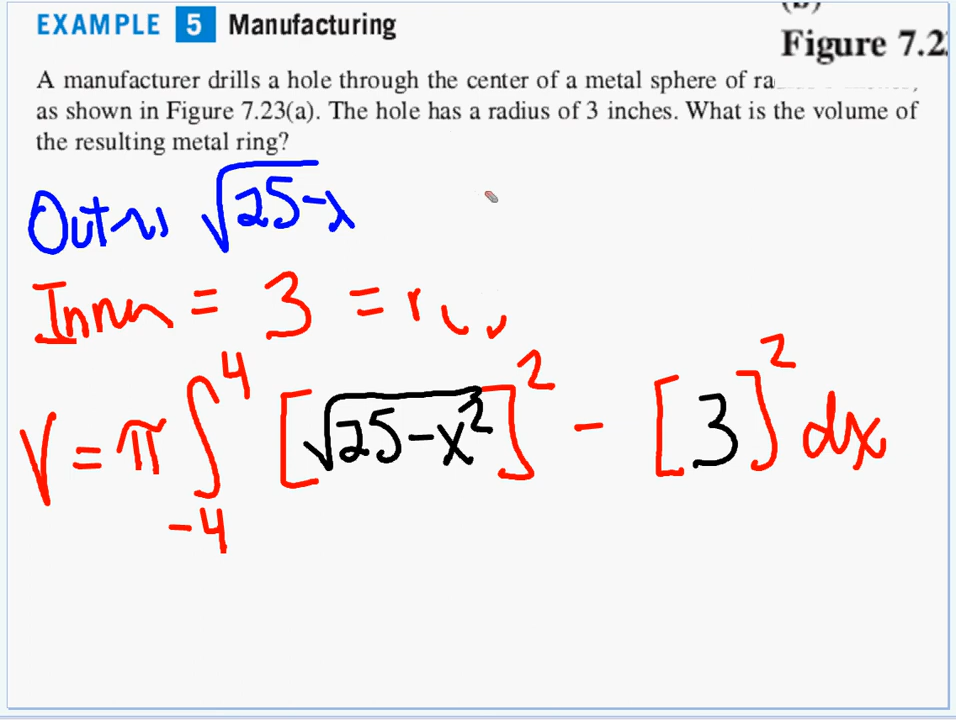 (b)
EXAMPLE 5 Manufacturing
Figure 7.2
A manufacturer drills a hole through the center of a metal sphere of
as shown in Figure 7.23(a). The hole has a radius of 3 inches. What is the volume of
the resulting metal ring?
√25-x
Inner = 3 = r
V = π ∫_{-4}^{4} [√25-x²]² - [3]² dx